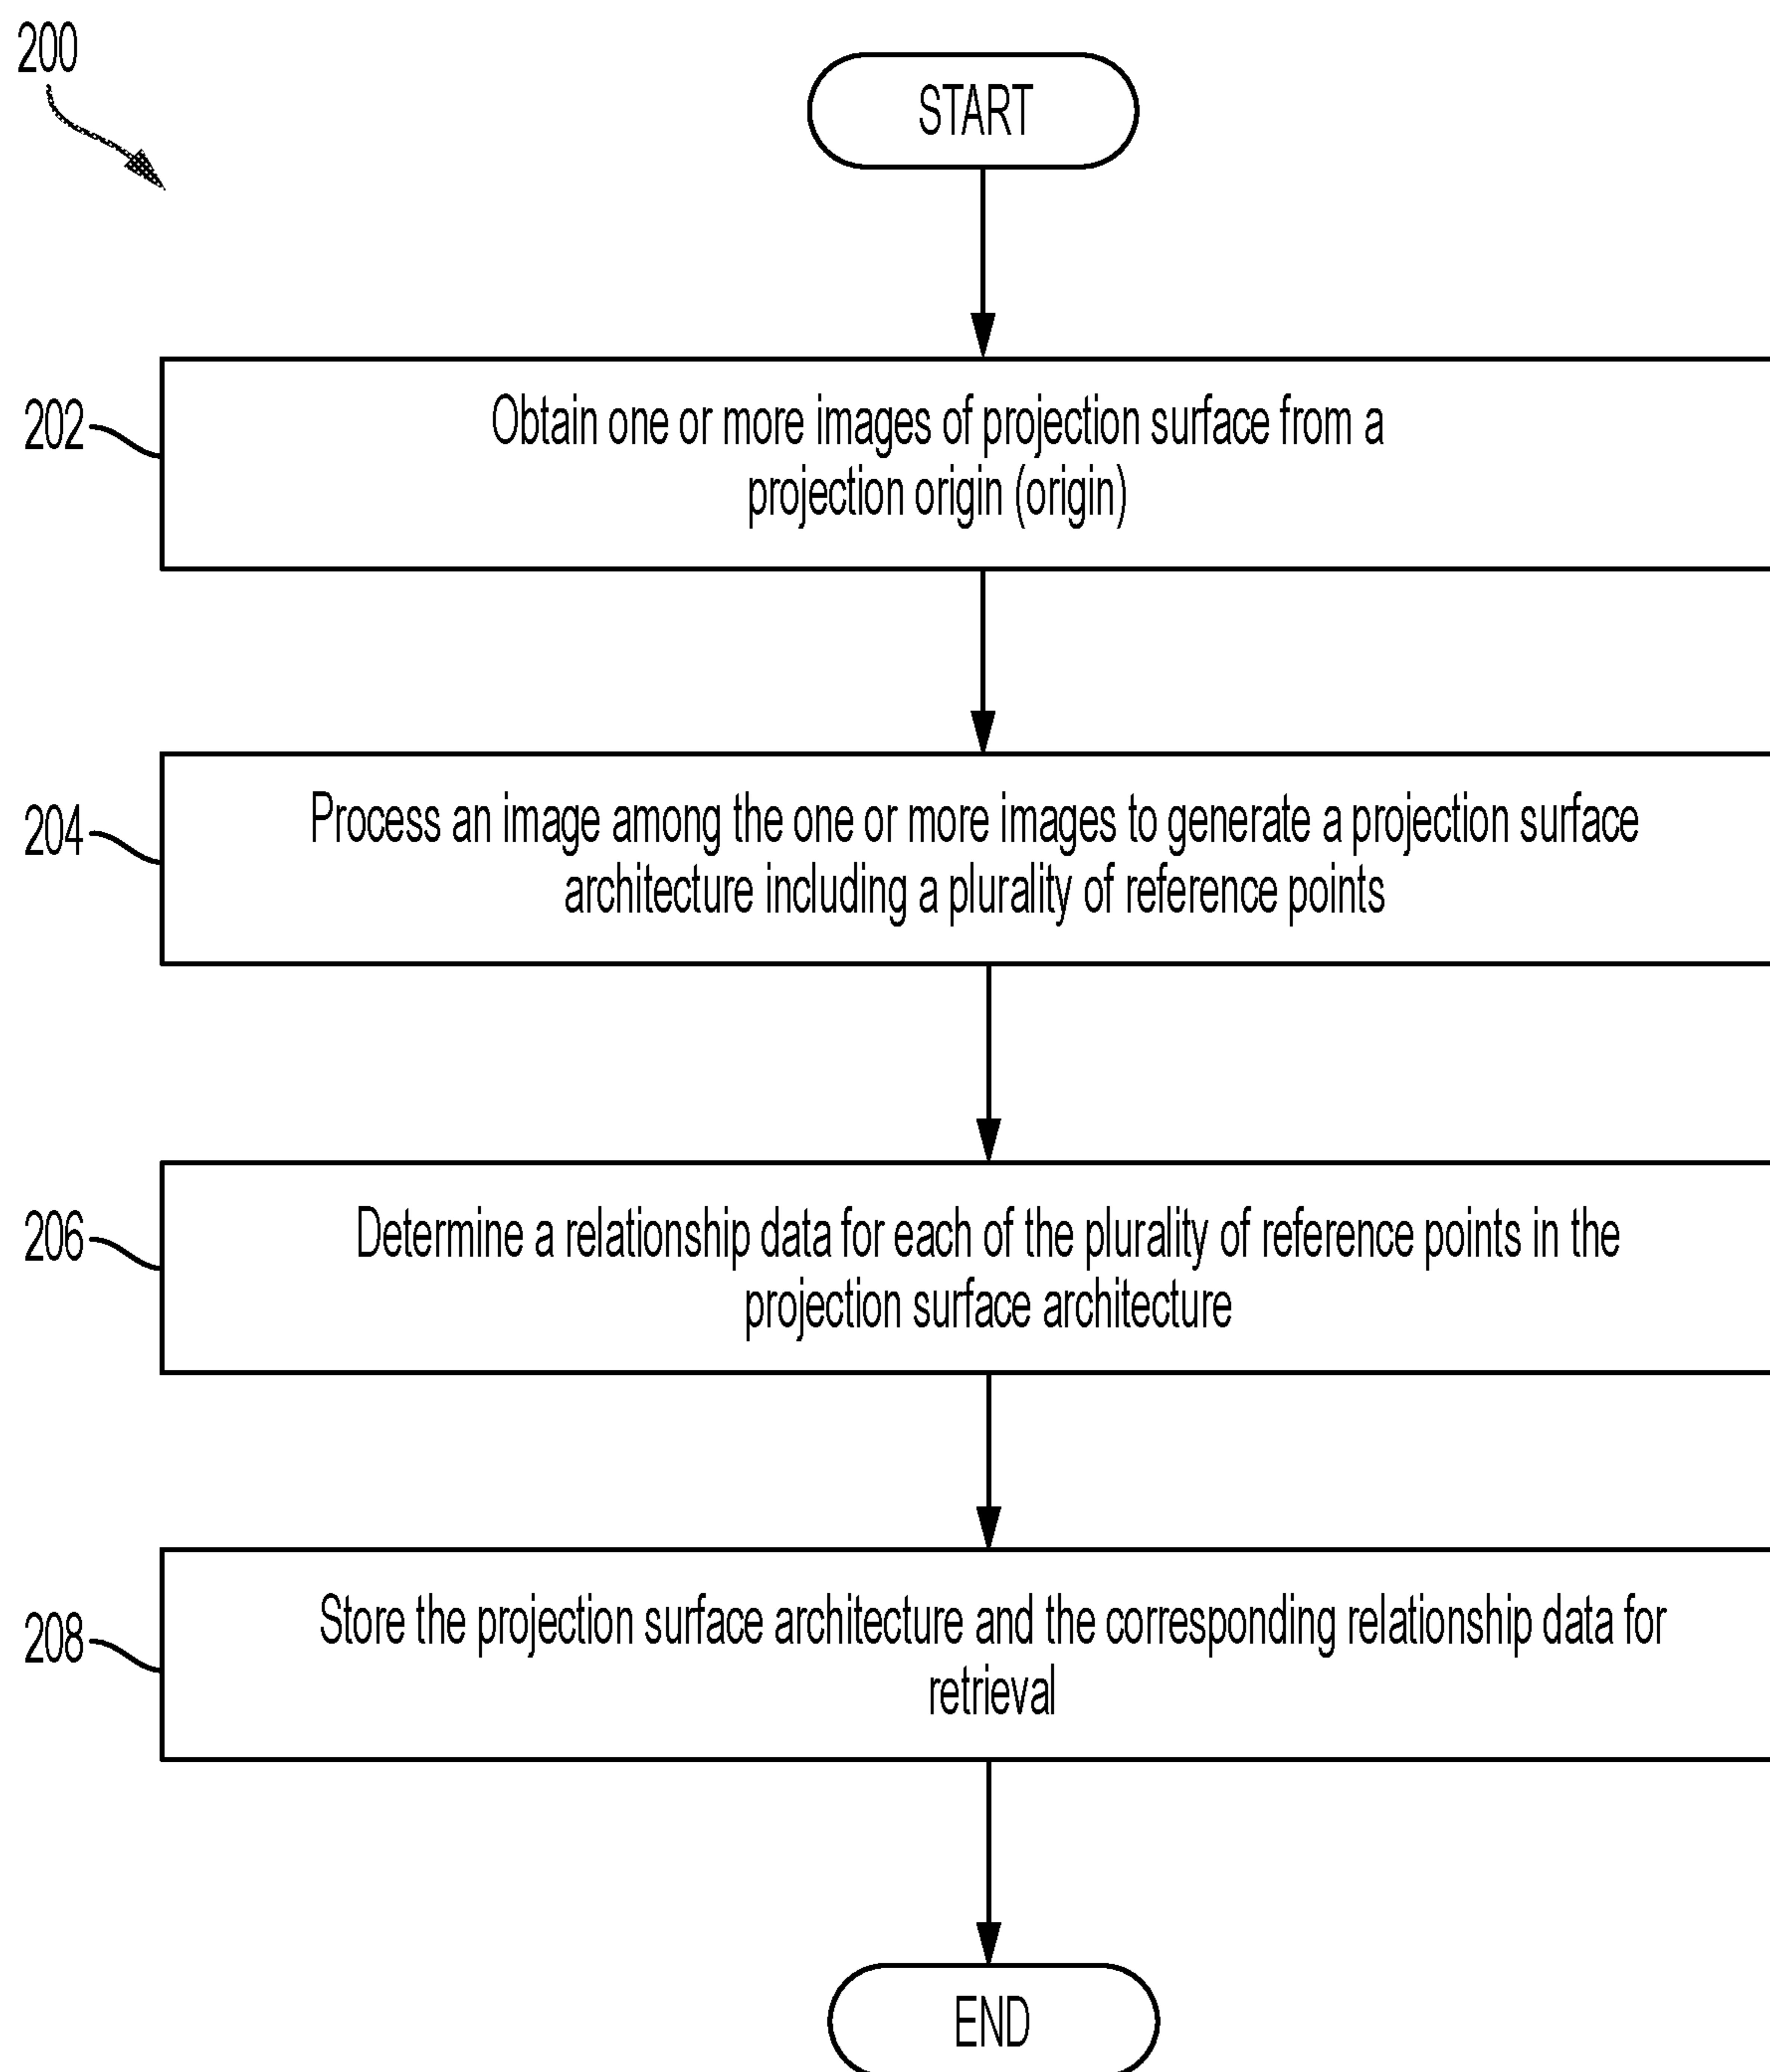 200
START
202
Obtain one or more images of projection surface from a
projection origin (origin)
204
Process an image among the one or more images to generate a projection surface
architecture including a plurality of reference points
206
Determine a relationship data for each of the plurality of reference points in the
projection surface architecture
208
Store the projection surface architecture and the corresponding relationship data for
retrieval
END